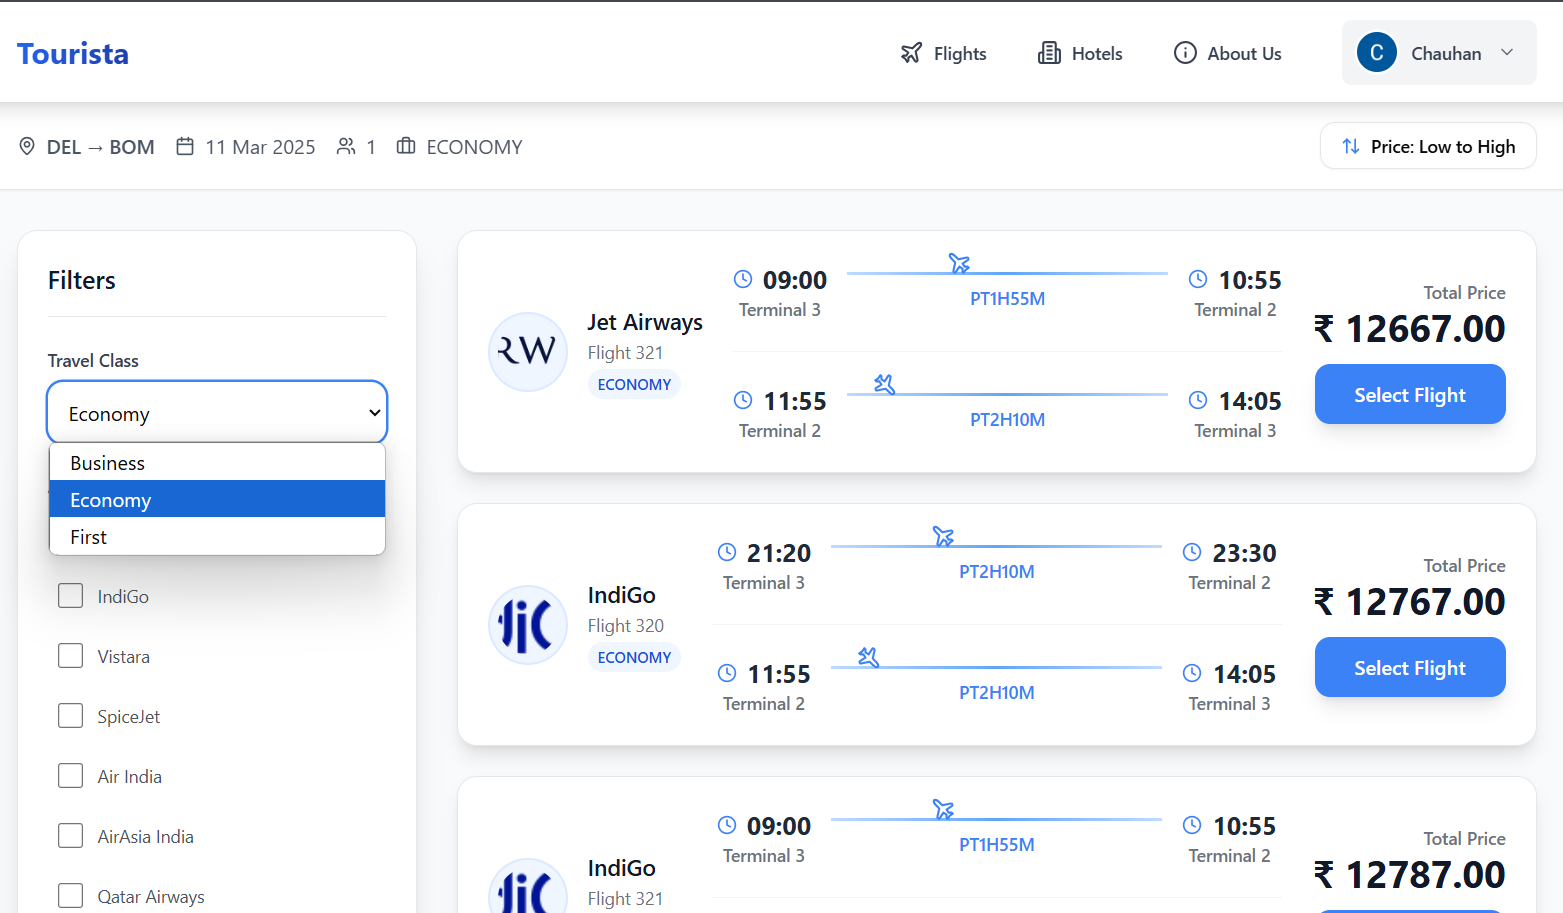 Tourista
Flights
Hotels
About Us
C
Chauhan
DEL → BOM
11 Mar 2025
1
ECONOMY
Price: Low to High
Filters
Travel Class
Economy
Business
Economy
First
IndiGo
Vistara
SpiceJet
Air India
AirAsia India
Qatar Airways
RW
Jet Airways
Flight 321
ECONOMY
09:00
Terminal 3
PT1H55M
10:55
Terminal 2
11:55
Terminal 2
PT2H10M
14:05
Terminal 3
Total Price
₹ 12667.00
Select Flight
IndiGo
Flight 320
ECONOMY
21:20
Terminal 3
PT2H10M
23:30
Terminal 2
11:55
Terminal 2
PT2H10M
14:05
Terminal 3
Total Price
₹ 12767.00
Select Flight
IndiGo
Flight 321
09:00
Terminal 3
PT1H55M
10:55
Terminal 2
Total Price
₹ 12787.00